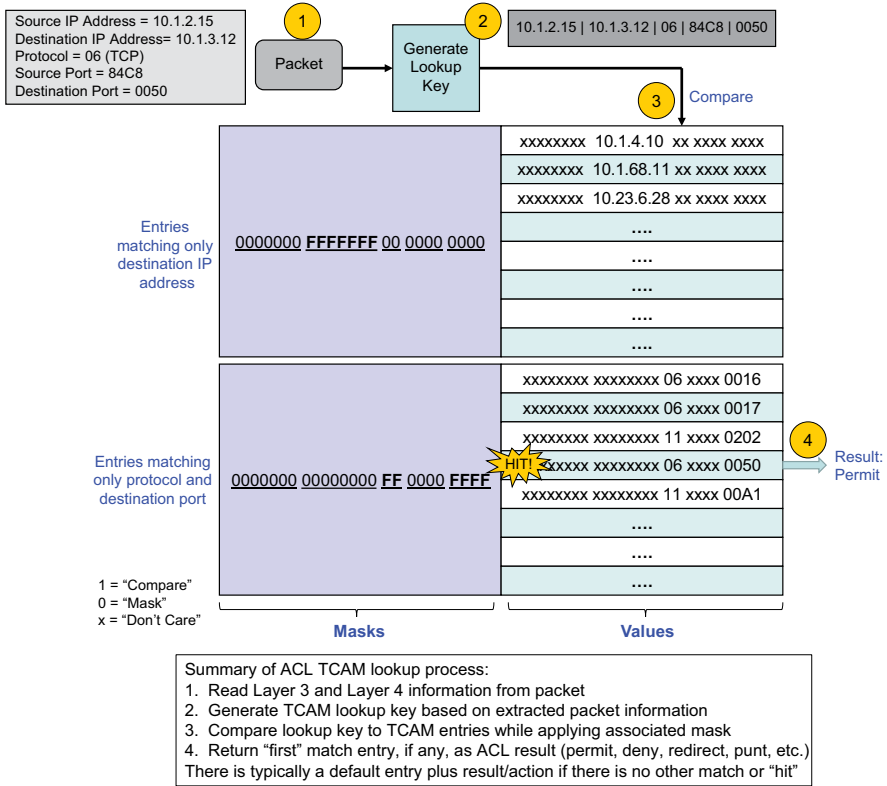 Source IP Address = 10.1.2.15
Destination IP Address= 10.1.3.12
Protocol = 06 (TCP)
Source Port = 84C8
Destination Port = 0050
1
Packet
2
Generate
Lookup
Key
10.1.2.15 | 10.1.3.12 | 06 | 84C8 | 0050
3
Compare
Entries
matching only
destination IP
address
0000000 FFFFFFF 00 0000 0000
xxxxxxxx 10.1.4.10 xx xxxx xxxx
xxxxxxxx 10.1.68.11 xx xxxx xxxx
xxxxxxxx 10.23.6.28 xx xxxx xxxx
....
....
....
....
....
Entries matching
only protocol and
destination port
0000000 00000000 FF 0000 FFFF
xxxxxxxx xxxxxxxx 06 xxxx 0016
xxxxxxxx xxxxxxxx 06 xxxx 0017
xxxxxxxx xxxxxxxx 11 xxxx 0202
HIT!
xxxxxx xxxxxxxx 06 xxxx 0050
xxxxxxxx xxxxxxxx 11 xxxx 00A1
....
....
....
4
Result:
Permit
1 = “Compare”
0 = “Mask”
x = “Don’t Care”
Masks
Values
Summary of ACL TCAM lookup process:
1. Read Layer 3 and Layer 4 information from packet
2. Generate TCAM lookup key based on extracted packet information
3. Compare lookup key to TCAM entries while applying associated mask
4. Return “first” match entry, if any, as ACL result (permit, deny, redirect, punt, etc.)
There is typically a default entry plus result/action if there is no other match or “hit”